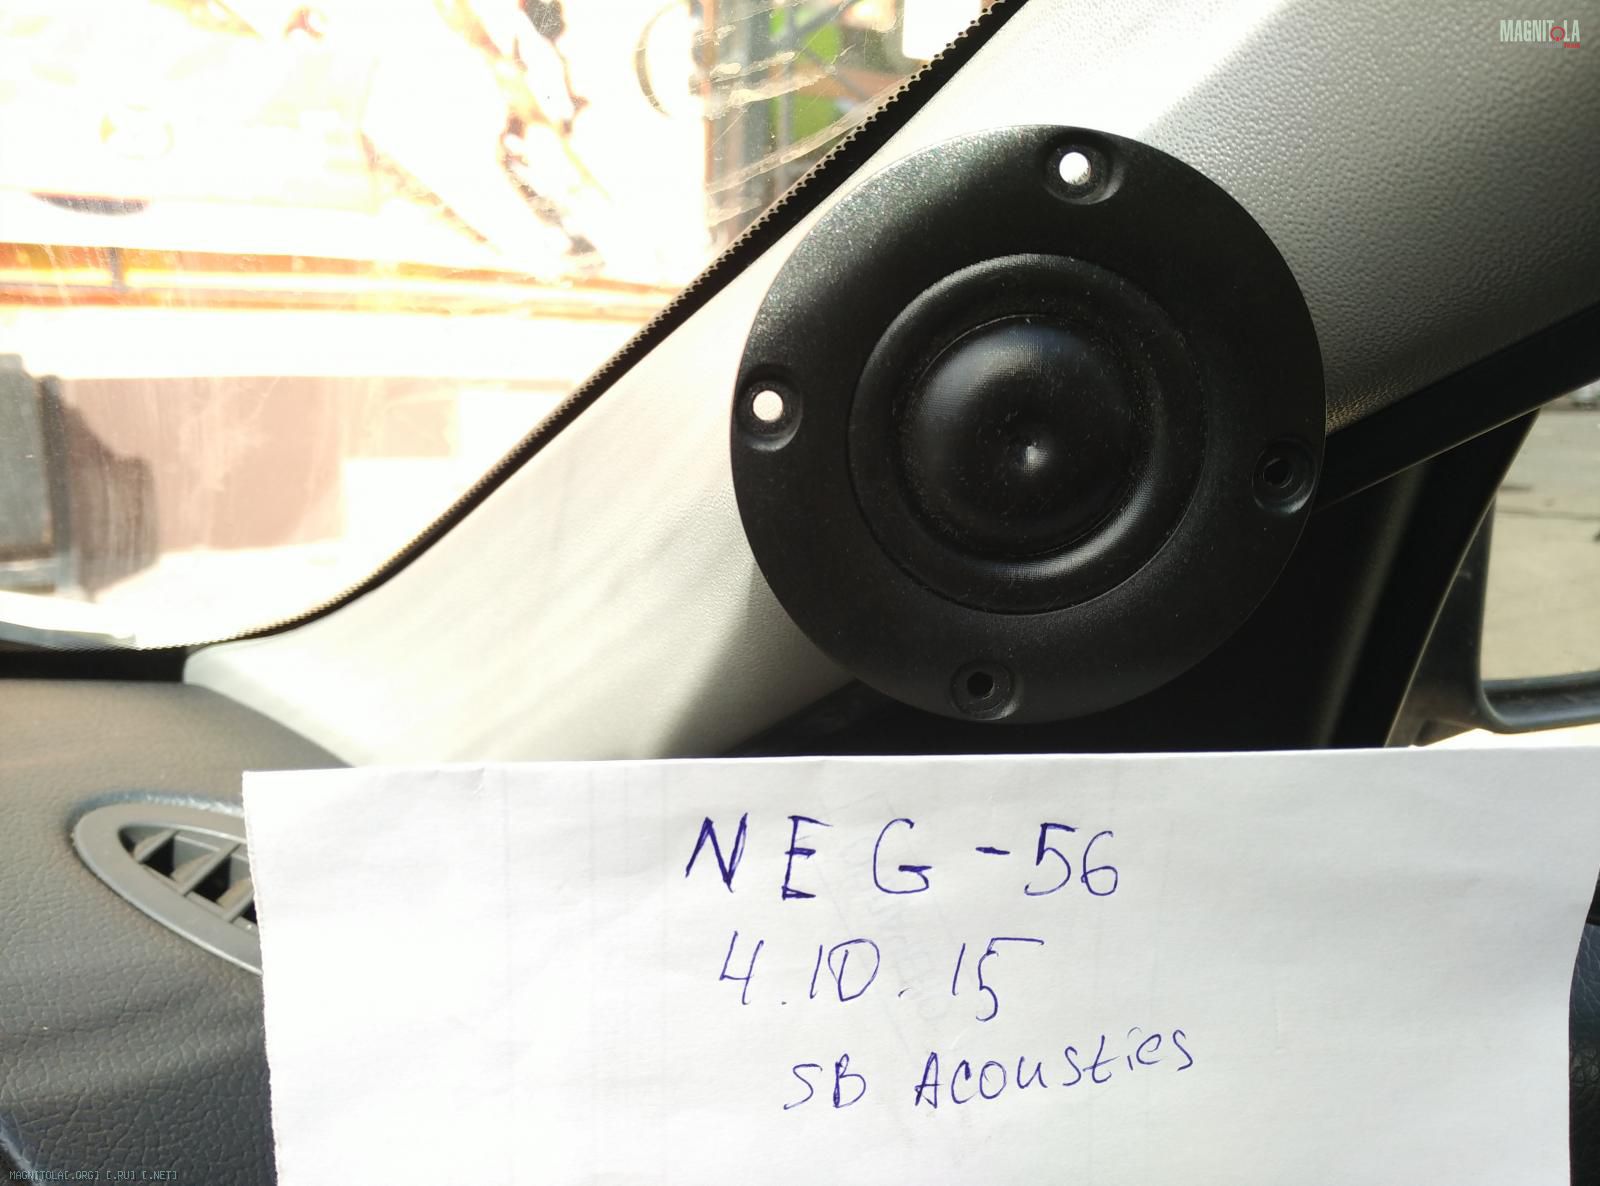 MAGNITOLA
NEG-56
4.10.15
SB Acoustics
MAGNITOLA[.ORG] [.RU] [.NET]